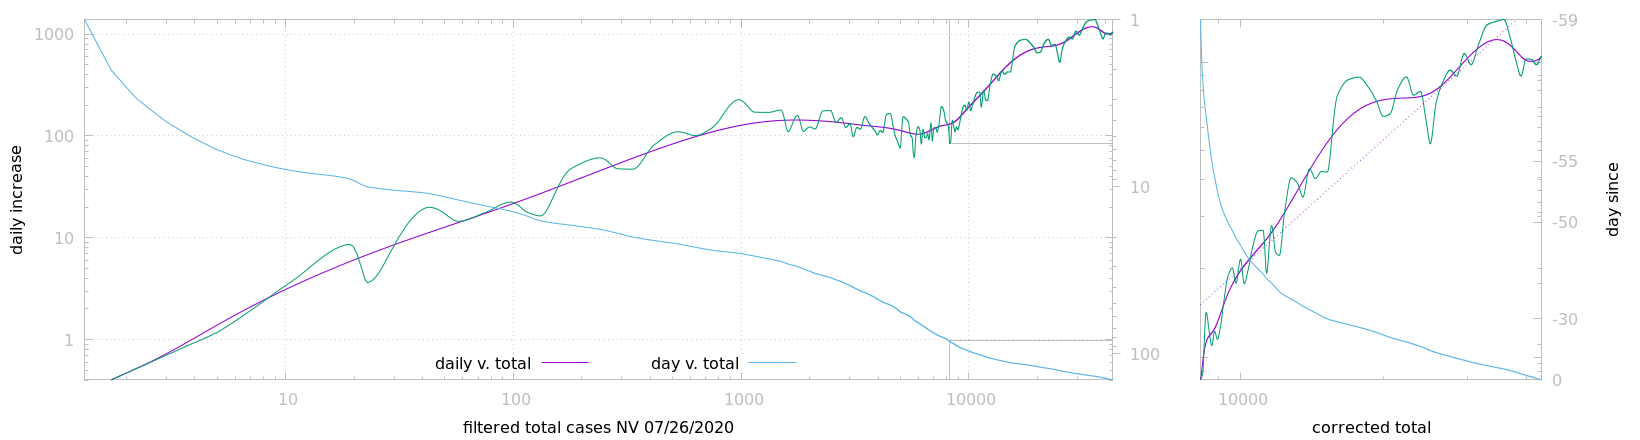 1000
100
10
1
daily increase
1
10
100
daily v. total
day v. total
10
100
1000
10000
filtered total cases NV 07/26/2020
-59
-55
-50
-30
0
day since
10000
corrected total